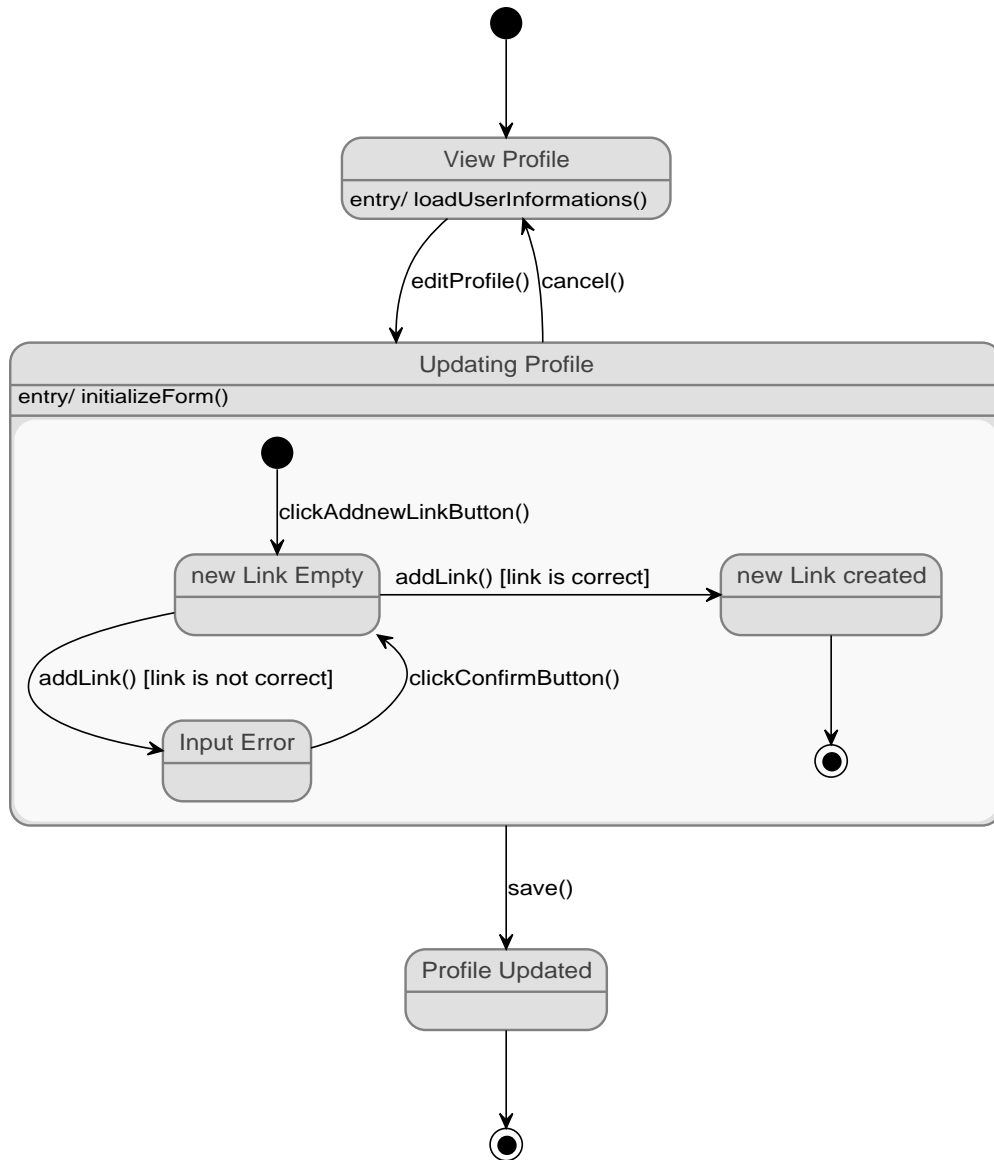 View Profile
entry/ loadUserInformations()
editProfile()
cancel()
Updating Profile
entry/ initializeForm()
clickAddnewLinkButton()
new Link Empty
addLink() [link is correct]
new Link created
addLink() [link is not correct]
clickConfirmButton()
Input Error
save()
Profile Updated